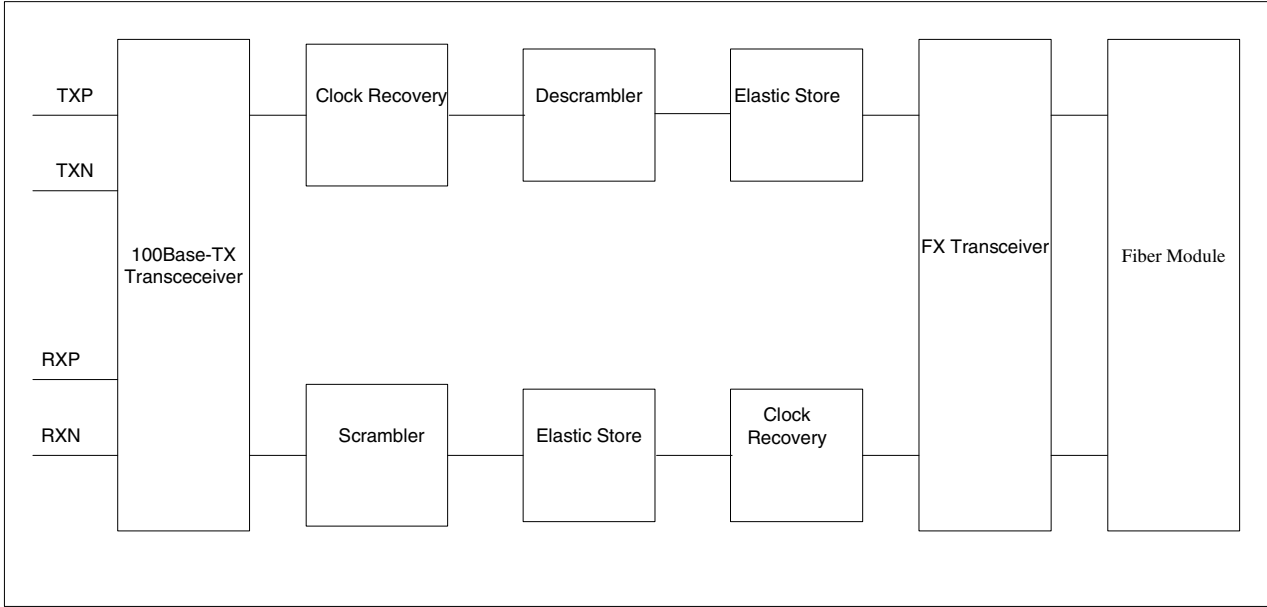 TXP
Clock Recovery
Descrambler
Elastic Store
TXN
100Base-TX
Transceceiver
FX Transceiver
Fiber Module
RXP
RXN
Scrambler
Elastic Store
Clock
Recovery